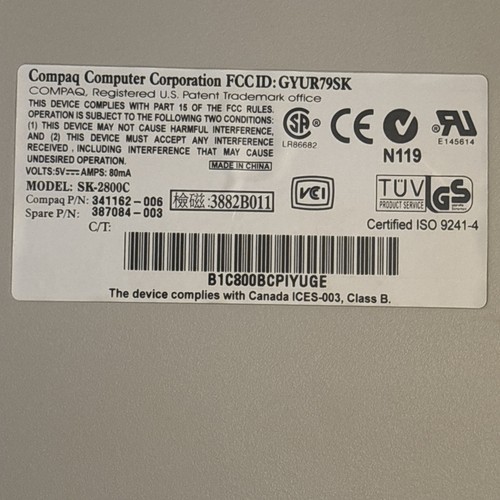 Compaq Computer Corporation FCCID: GYUR79SK
COMPAQ, Registered U.S. Patent Trademark office
THIS DEVICE COMPLIES WITH PART 15 OF THE FCC RULES.
OPERATION IS SUBJECT TO THE FOLLOWING TWO CONDITIONS:
(1) THIS DEVICE MAY NOT CAUSE HARMFUL INTERFERENCE,
AND (2) THIS DEVICE MUST ACCEPT ANY INTERFERENCE
RECEIVED , INCLUDING INTERFERENCE THAT MAY CAUSE
UNDESIRED OPERATION.
MADE IN CHINA
VOLTS:5V⎓AMPS: 80mA
MODEL: SK-2800C
Compaq P/N: 341162-006
Spare P/N: 387084-003
C/T:
檢磁:3882B011
SA®
LR86682
CE
N119
RU
E145614
VCI
TÜV
PRODUCT SERVICE
GS
Certified ISO 9241-4
B1C800BCPIYUGE
The device complies with Canada ICES-003, Class B.